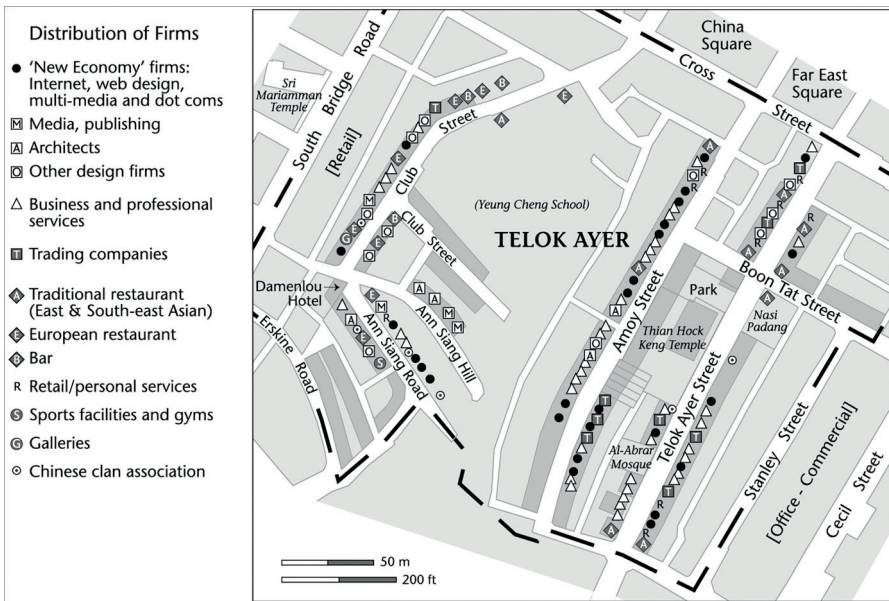 Distribution of Firms
'New Economy' firms:
Internet, web design,
multi-media and dot coms
M Media, publishing
A Architects
O Other design firms
Business and professional
services
T Trading companies
A Traditional restaurant
(East & South-east Asian)
E European restaurant
B Bar
R Retail/personal services
S Sports facilities and gyms
G Galleries
Chinese clan association
China
Square
Far East
Square
Cross
Street
South Bridge Road
Sri
Mariamman
Temple
[Retail]
Club
Street
Club Street
(Yeung Cheng School)
TELOK AYER
Damenlou
Hotel
Erskine Road
Ann Siang Road
Ann Siang Hill
Amoy Street
Park
Thian Hock
Keng Temple
Boon Tat Street
Nasi
Padang
Telok Ayer Street
Al-Abrar
Mosque
Stanley Street
[Office - Commercial]
Cecil Street
50 m
200 ft